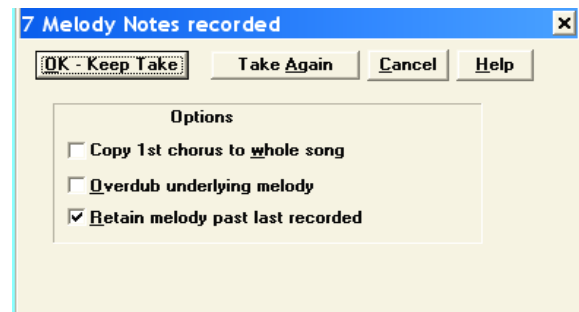 7 Melody Notes recorded
OK - Keep Take Take Again Cancel Help
Options
Copy 1st chorus to whole song
Overdub underlying melody
Retain melody past last recorded